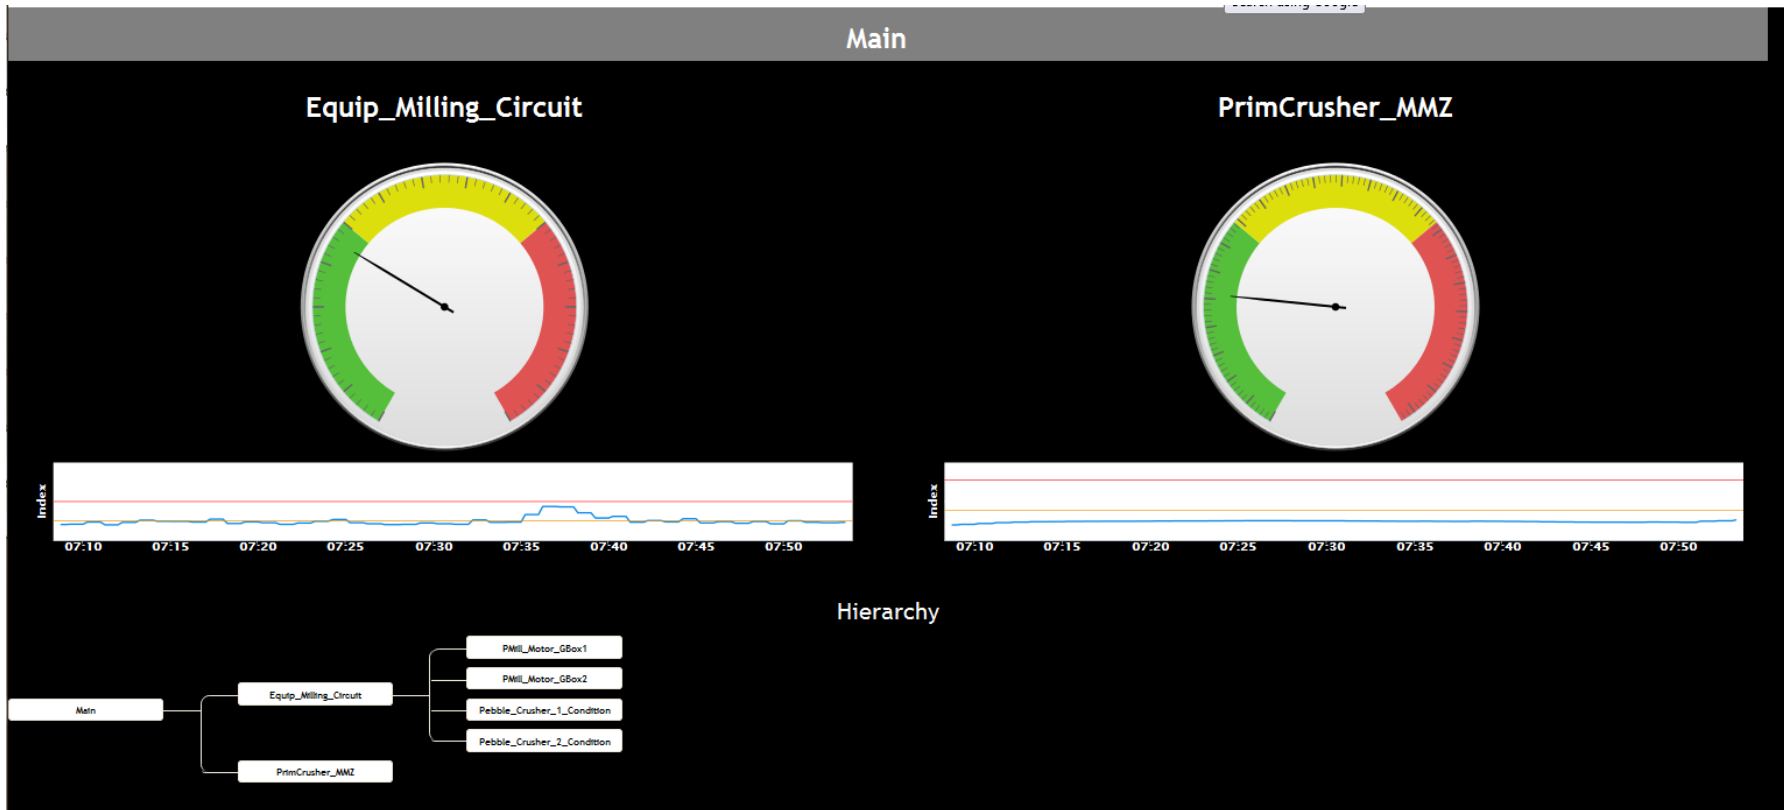 Main
Equip_Milling_Circuit
PrimCrusher_MMZ
Index
07:10 07:15 07:20 07:25 07:30 07:35 07:40 07:45 07:50
Index
07:10 07:15 07:20 07:25 07:30 07:35 07:40 07:45 07:50
Hierarchy
PMill_Motor_GBox1
PMill_Motor_GBox2
Equip_Milling_Circuit
Main
Pebble_Crusher_1_Condition
Pebble_Crusher_2_Condition
PrimCrusher_MMZ